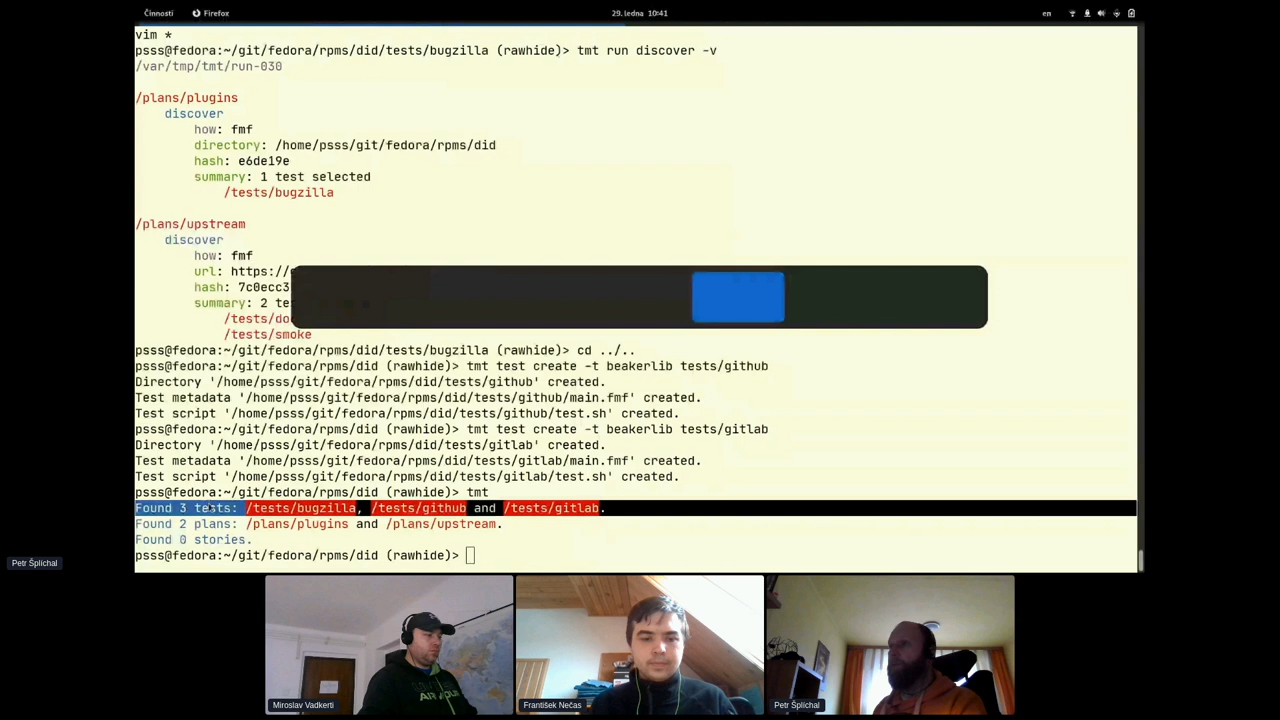 Činnosti
Firefox
29. ledna 10:41
en
vim *
psss@fedora:~/git/fedora/rpms/did/tests/bugzilla (rawhide)> tmt run discover -v
/var/tmp/tmt/run-030
/plans/plugins
discover
how: fmf
directory: /home/psss/git/fedora/rpms/did
hash: e6de19e
summary: 1 test selected
/tests/bugzilla
/plans/upstream
discover
how: fmf
url: https://
hash: 7c0ecc3
summary: 2
/tests/do
/tests/smoke
psss@fedora:~/git/fedora/rpms/did/tests/bugzilla (rawhide)> cd ../..
psss@fedora:~/git/fedora/rpms/did (rawhide)> tmt test create -t beakerlib tests/github
Directory '/home/psss/git/fedora/rpms/did/tests/github' created.
Test metadata '/home/psss/git/fedora/rpms/did/tests/github/main.fmf' created.
Test script '/home/psss/git/fedora/rpms/did/tests/github/test.sh' created.
psss@fedora:~/git/fedora/rpms/did (rawhide)> tmt test create -t beakerlib tests/gitlab
Directory '/home/psss/git/fedora/rpms/did/tests/gitlab' created.
Test metadata '/home/psss/git/fedora/rpms/did/tests/gitlab/main.fmf' created.
Test script '/home/psss/git/fedora/rpms/did/tests/gitlab/test.sh' created.
psss@fedora:~/git/fedora/rpms/did (rawhide)> tmt
Found 3 tests: /tests/bugzilla, /tests/github and /tests/gitlab.
Found 2 plans: /plans/plugins and /plans/upstream.
Found 0 stories.
psss@fedora:~/git/fedora/rpms/did (rawhide)>
Petr Šplíchal
Miroslav Vadkerti
František Nečas
Petr Šplíchal